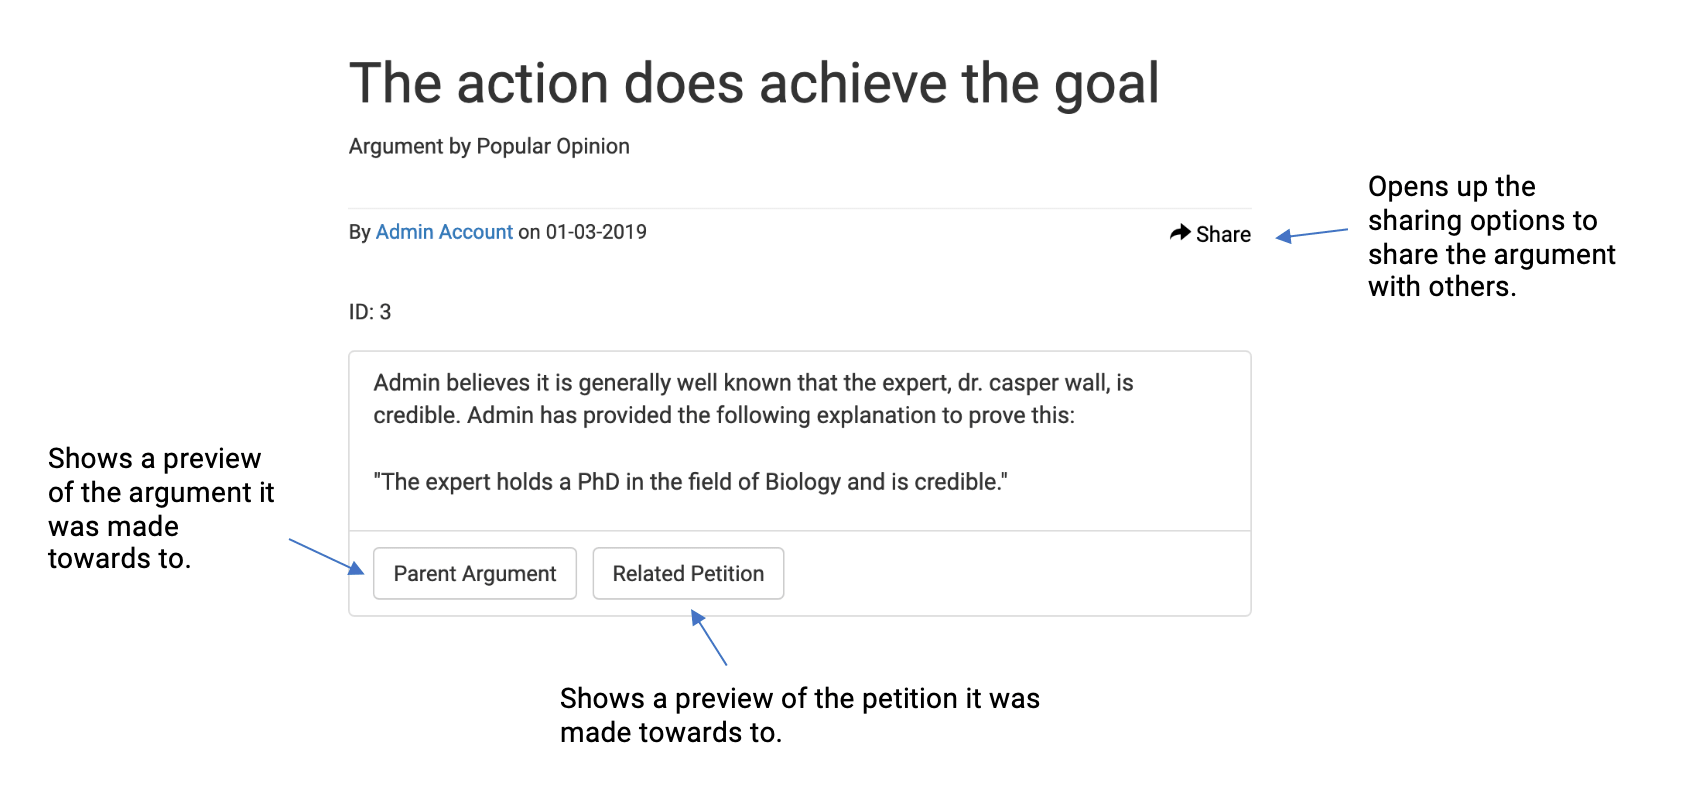 The action does achieve the goal
Argument by Popular Opinion
By Admin Account on 01-03-2019
Share
Opens up the
sharing options to
share the argument
with others.
ID: 3
Admin believes it is generally well known that the expert, dr. casper wall, is
credible. Admin has provided the following explanation to prove this:
"The expert holds a PhD in the field of Biology and is credible."
Shows a preview
of the argument it
was made
towards to.
Parent Argument
Related Petition
Shows a preview of the petition it was
made towards to.